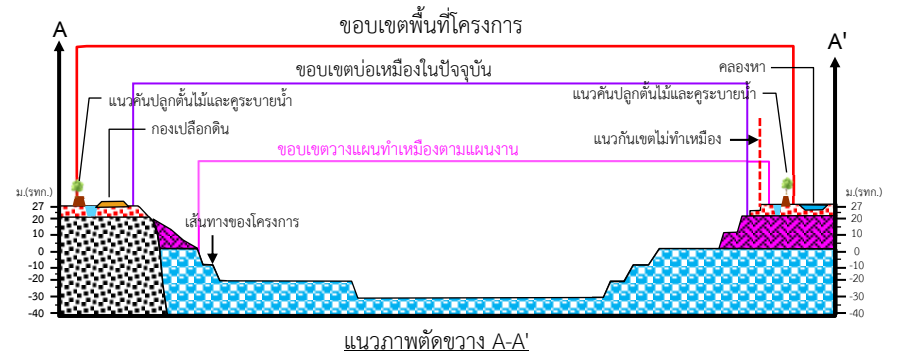 ขอบเขตพื้นที่โครงการ
A
A'
ขอบเขตบ่อเหมืองในปัจจุบัน
คลองหา
แนวคันปลูกต้นไม้และคูระบายน้ำ
แนวคันปลูกต้นไม้และคูระบายน้ำ
กองเปลือกดิน
แนวกันเขตไม่ทำเหมือง
ขอบเขตวางแผนทำเหมืองตามแผนงาน
ม.(รทก.)
ม.(รทก.)
27
27
20
20
เส้นทางของโครงการ
10
10
0
0
-10
-10
-20
-20
-30
-30
-40
-40
แนวภาพตัดขวาง A-A'